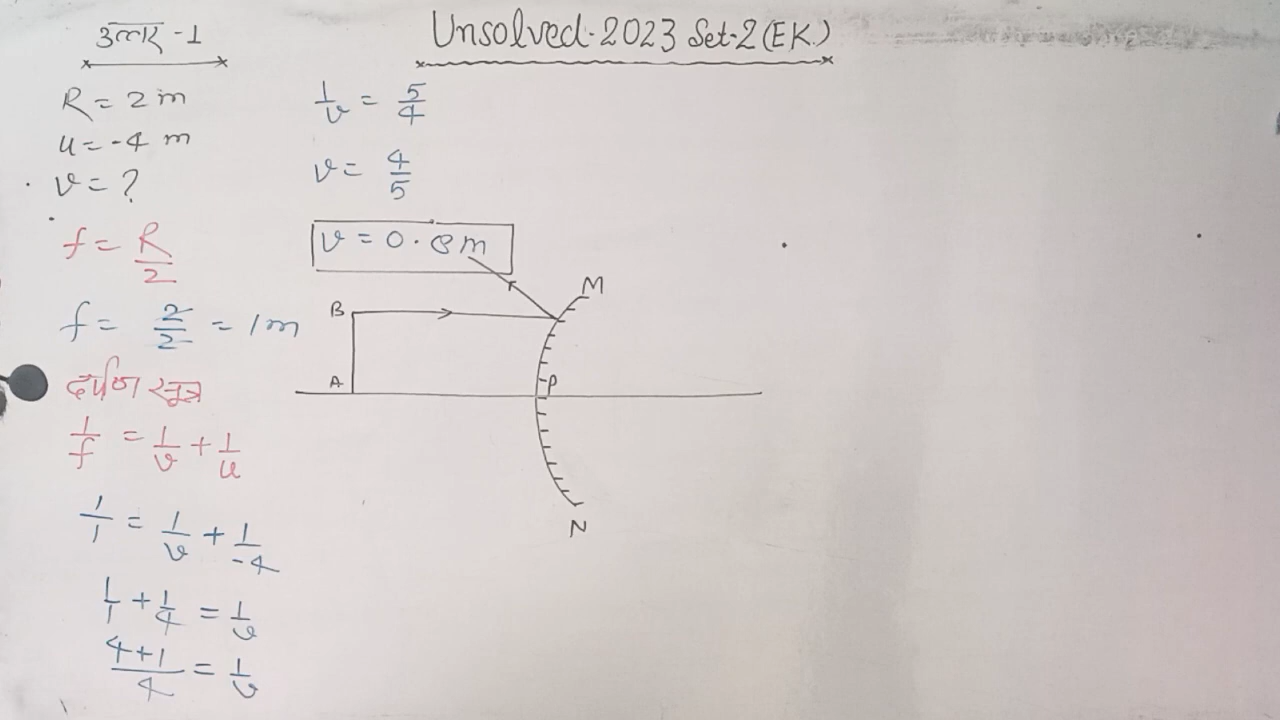 उत्तर -1
Unsolved-2023 Set-2(EK.)
R = 2 m
u = -4 m
v = ?
f = R/2
f = 2/2 = 1m
दर्पण सूत्र
1/f = 1/v + 1/u
1/1 = 1/v + 1/-4
1/1 + 1/4 = 1/v
4+1/4 = 1/v
1/v = 5/4
v = 4/5
v = 0.8m
M
B
A
P
N